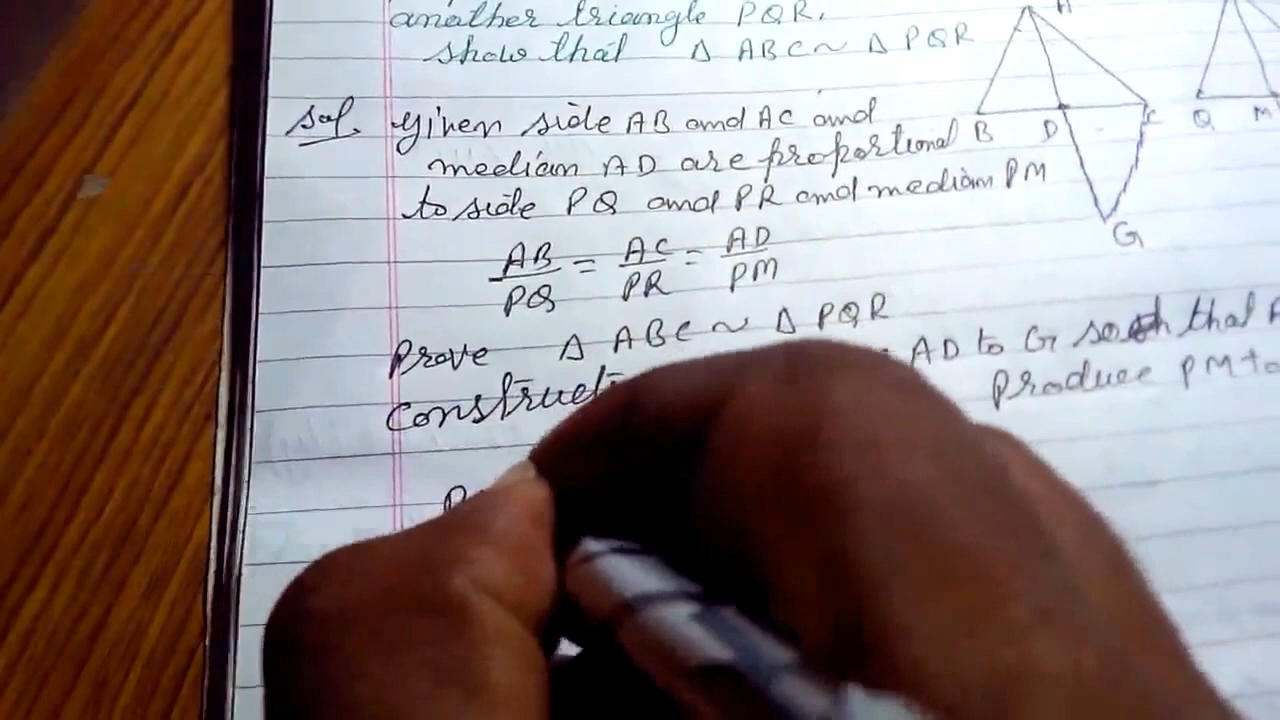 another triangle PQR.
show that Δ ABC ~ Δ PQR
Sol. Given side AB and AC and
median AD are proportional
to side PQ and PR and median PM
AB/PQ = AC/PR = AD/PM
Prove Δ ABC ~ Δ PQR
Constructi AD to G that
Produce PM to
A
B
D
C
G
Q
M